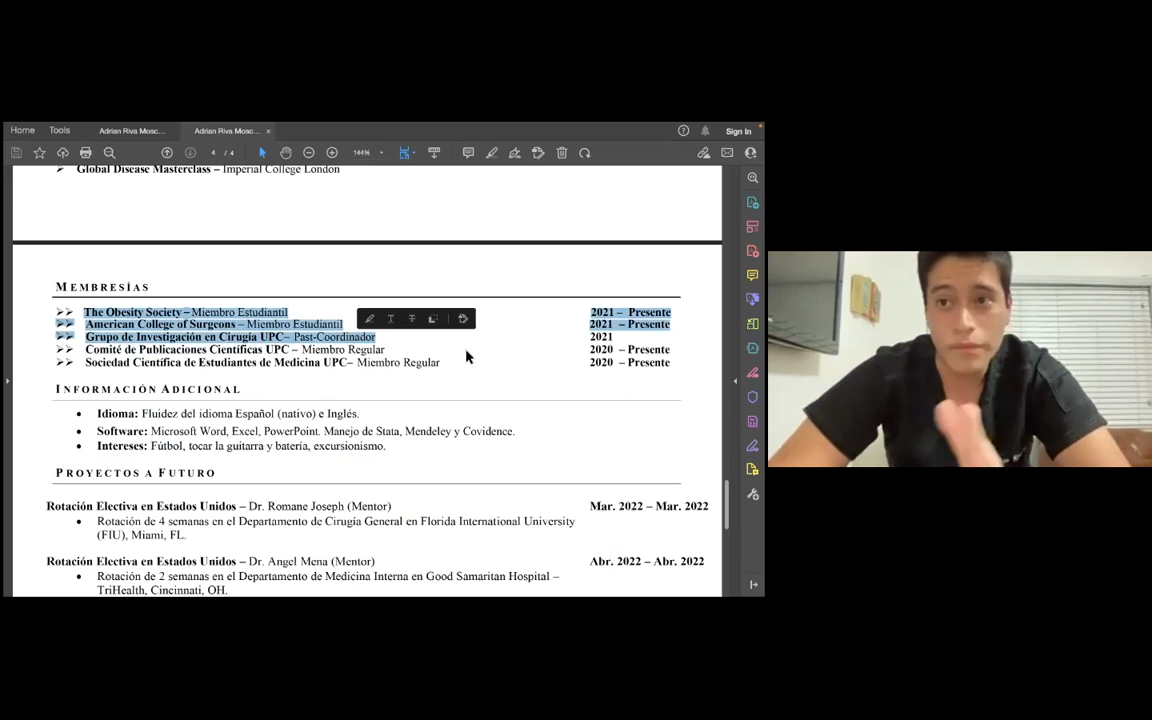 Home Tools Adrian Riva Mosc... Adrian Riva Mosc... × Sign In
4 / 4 144%
➢ Global Disease Masterclass – Imperial College London
MEMBRESÍAS
➢➢ The Obesity Society – Miembro Estudiantil 2021 – Presente
➢➢ American College of Surgeons – Miembro Estudiantil 2021 – Presente
➢➢ Grupo de Investigación en Cirugía UPC– Past-Coordinador 2021
➢➢ Comité de Publicaciones Científicas UPC – Miembro Regular 2020 – Presente
➢➢ Sociedad Científica de Estudiantes de Medicina UPC– Miembro Regular 2020 – Presente
INFORMACIÓN ADICIONAL
• Idioma: Fluidez del idioma Español (nativo) e Inglés.
• Software: Microsoft Word, Excel, PowerPoint. Manejo de Stata, Mendeley y Covidence.
• Intereses: Fútbol, tocar la guitarra y batería, excursionismo.
PROYECTOS A FUTURO
Rotación Electiva en Estados Unidos – Dr. Romane Joseph (Mentor) Mar. 2022 – Mar. 2022
• Rotación de 4 semanas en el Departamento de Cirugía General en Florida International University
(FIU), Miami, FL.
Rotación Electiva en Estados Unidos – Dr. Angel Mena (Mentor) Abr. 2022 – Abr. 2022
• Rotación de 2 semanas en el Departamento de Medicina Interna en Good Samaritan Hospital –
TriHealth, Cincinnati, OH.